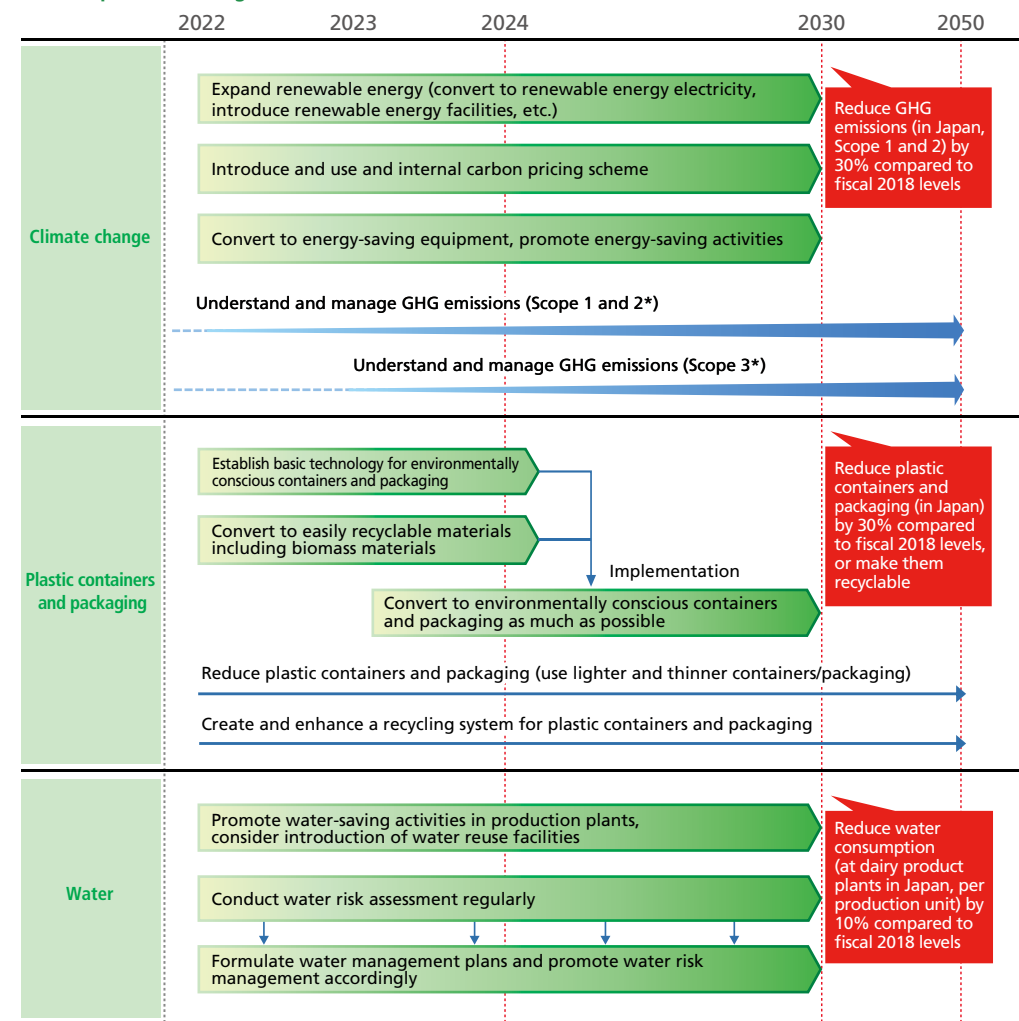 2022 2023 2024 2030 2050
Climate change
Expand renewable energy (convert to renewable energy electricity,
introduce renewable energy facilities, etc.)
Introduce and use and internal carbon pricing scheme
Convert to energy-saving equipment, promote energy-saving activities
Understand and manage GHG emissions (Scope 1 and 2*)
Understand and manage GHG emissions (Scope 3*)
Reduce GHG
emissions (in Japan,
Scope 1 and 2) by
30% compared to
fiscal 2018 levels
Plastic containers
and packaging
Establish basic technology for environmentally
conscious containers and packaging
Convert to easily recyclable materials
including biomass materials
Implementation
Convert to environmentally conscious containers
and packaging as much as possible
Reduce plastic containers and packaging (use lighter and thinner containers/packaging)
Create and enhance a recycling system for plastic containers and packaging
Reduce plastic
containers and
packaging (in Japan)
by 30% compared
to fiscal 2018 levels,
or make them
recyclable
Water
Promote water-saving activities in production plants,
consider introduction of water reuse facilities
Conduct water risk assessment regularly
Formulate water management plans and promote water risk
management accordingly
Reduce water
consumption
(at dairy product
plants in Japan, per
production unit) by
10% compared to
fiscal 2018 levels